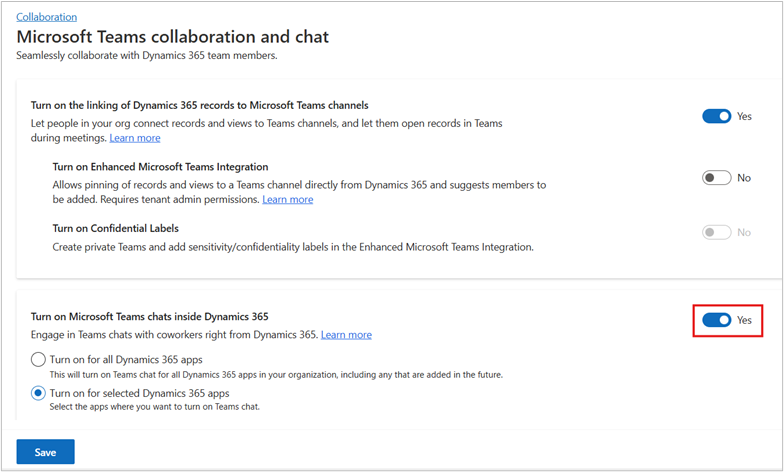 Collaboration
Microsoft Teams collaboration and chat
Seamlessly collaborate with Dynamics 365 team members.
Turn on the linking of Dynamics 365 records to Microsoft Teams channels
Yes
Let people in your org connect records and views to Teams channels, and let them open records in Teams
during meetings. Learn more
Turn on Enhanced Microsoft Teams Integration
No
Allows pinning of records and views to a Teams channel directly from Dynamics 365 and suggests members to
be added. Requires tenant admin permissions. Learn more
Turn on Confidential Labels
No
Create private Teams and add sensitivity/confidentiality labels in the Enhanced Microsoft Teams Integration.
Turn on Microsoft Teams chats inside Dynamics 365
Yes
Engage in Teams chats with coworkers right from Dynamics 365. Learn more
Turn on for all Dynamics 365 apps
This will turn on Teams chat for all Dynamics 365 apps in your organization, including any that are added in the future.
Turn on for selected Dynamics 365 apps
Select the apps where you want to turn on Teams chat.
Save